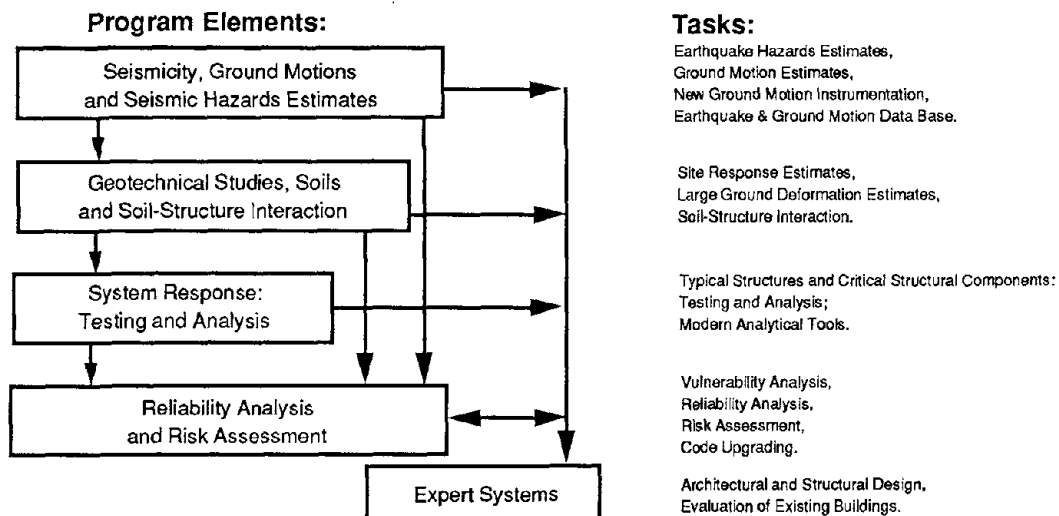 Program Elements:
Seismicity, Ground Motions
and Seismic Hazards Estimates
Geotechnical Studies, Soils
and Soil-Structure Interaction
System Response:
Testing and Analysis
Reliability Analysis
and Risk Assessment
Expert Systems
Tasks:
Earthquake Hazards Estimates,
Ground Motion Estimates,
New Ground Motion Instrumentation,
Earthquake & Ground Motion Data Base.
Site Response Estimates,
Large Ground Deformation Estimates,
Soil-Structure Interaction.
Typical Structures and Critical Structural Components:
Testing and Analysis;
Modern Analytical Tools.
Vulnerability Analysis,
Reliability Analysis,
Risk Assessment,
Code Upgrading.
Architectural and Structural Design,
Evaluation of Existing Buildings.